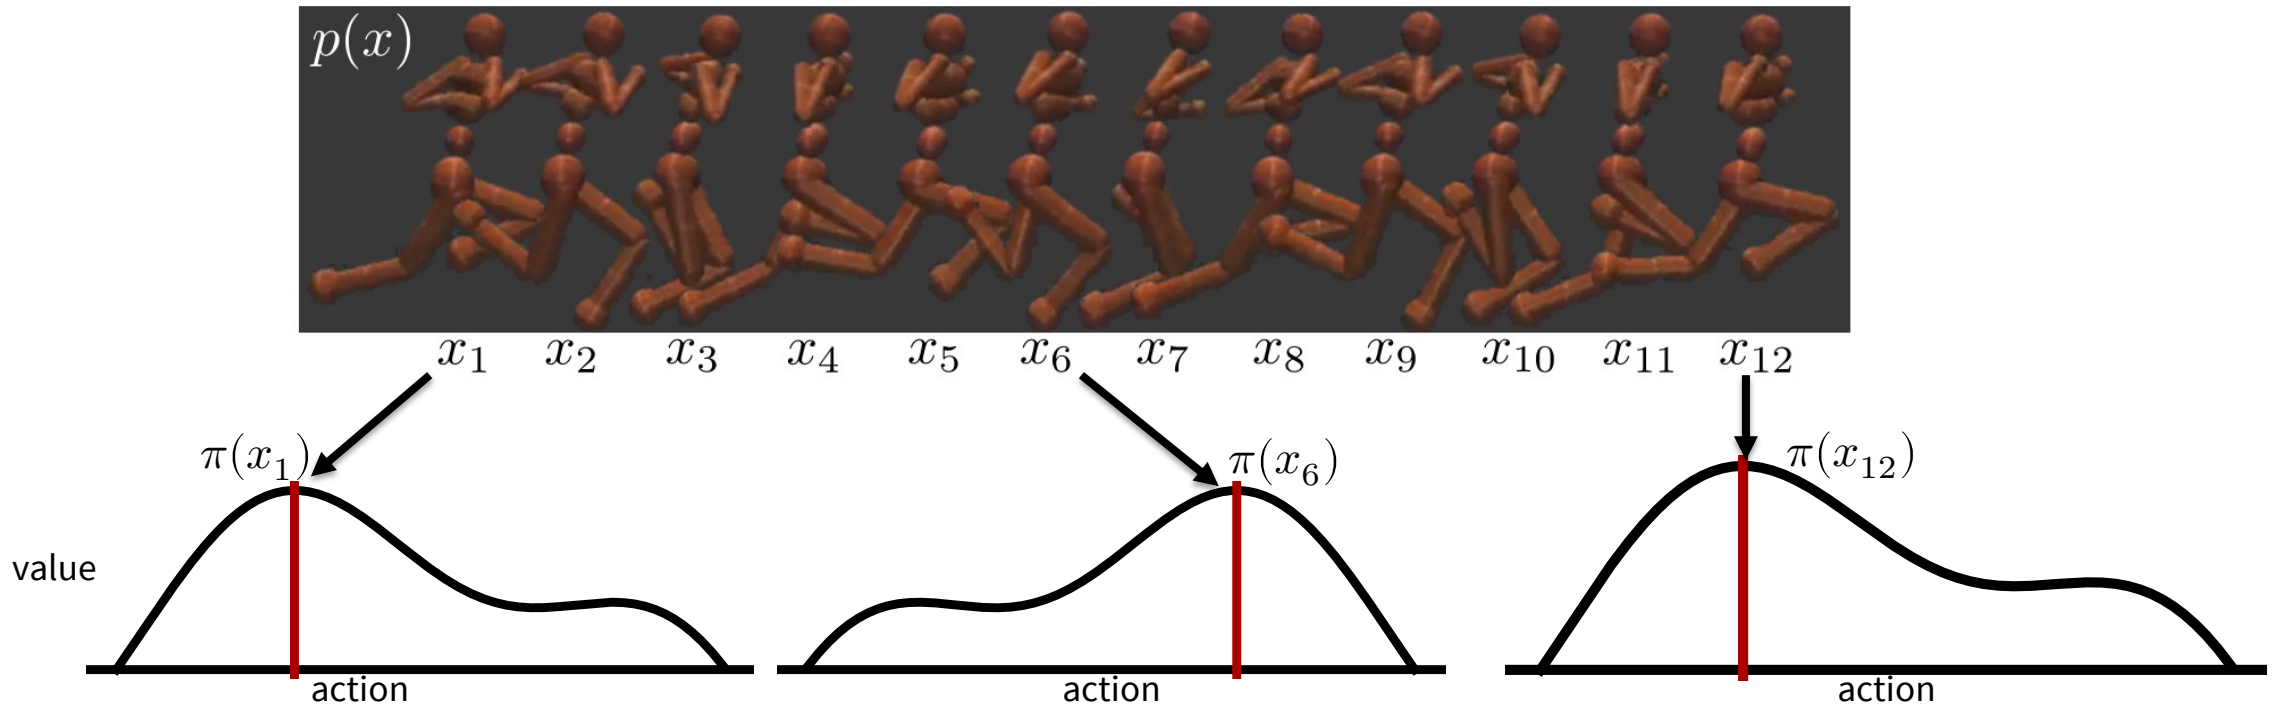 p(x)
x₁ x₂ x₃ x₄ x₅ x₆ x₇ x₈ x₉ x₁₀ x₁₁ x₁₂
π(x₁) π(x₆) π(x₁₂)
value
action action action